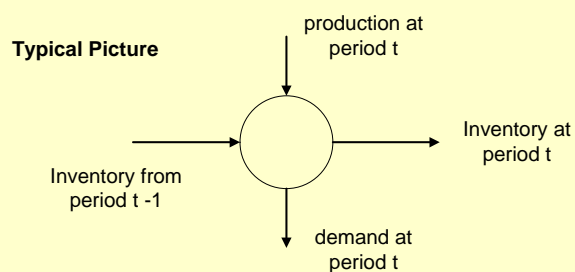 production at
period t
Typical Picture
Inventory at
period t
Inventory from
period t -1
demand at
period t